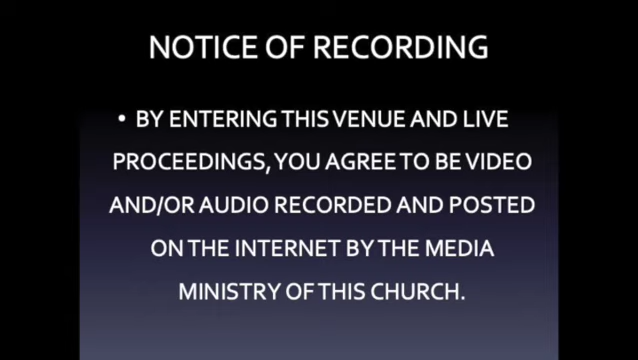 NOTICE OF RECORDING
• BY ENTERING THIS VENUE AND LIVE
PROCEEDINGS, YOU AGREE TO BE VIDEO
AND/OR AUDIO RECORDED AND POSTED
ON THE INTERNET BY THE MEDIA
MINISTRY OF THIS CHURCH.